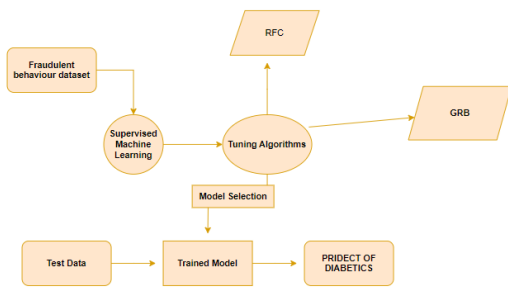 RFC
Fraudulent
behaviour dataset
GRB
Supervised
Machine
Learning
Tuning Algorithms
Model Selection
Test Data
Trained Model
PRIDECT OF
DIABETICS